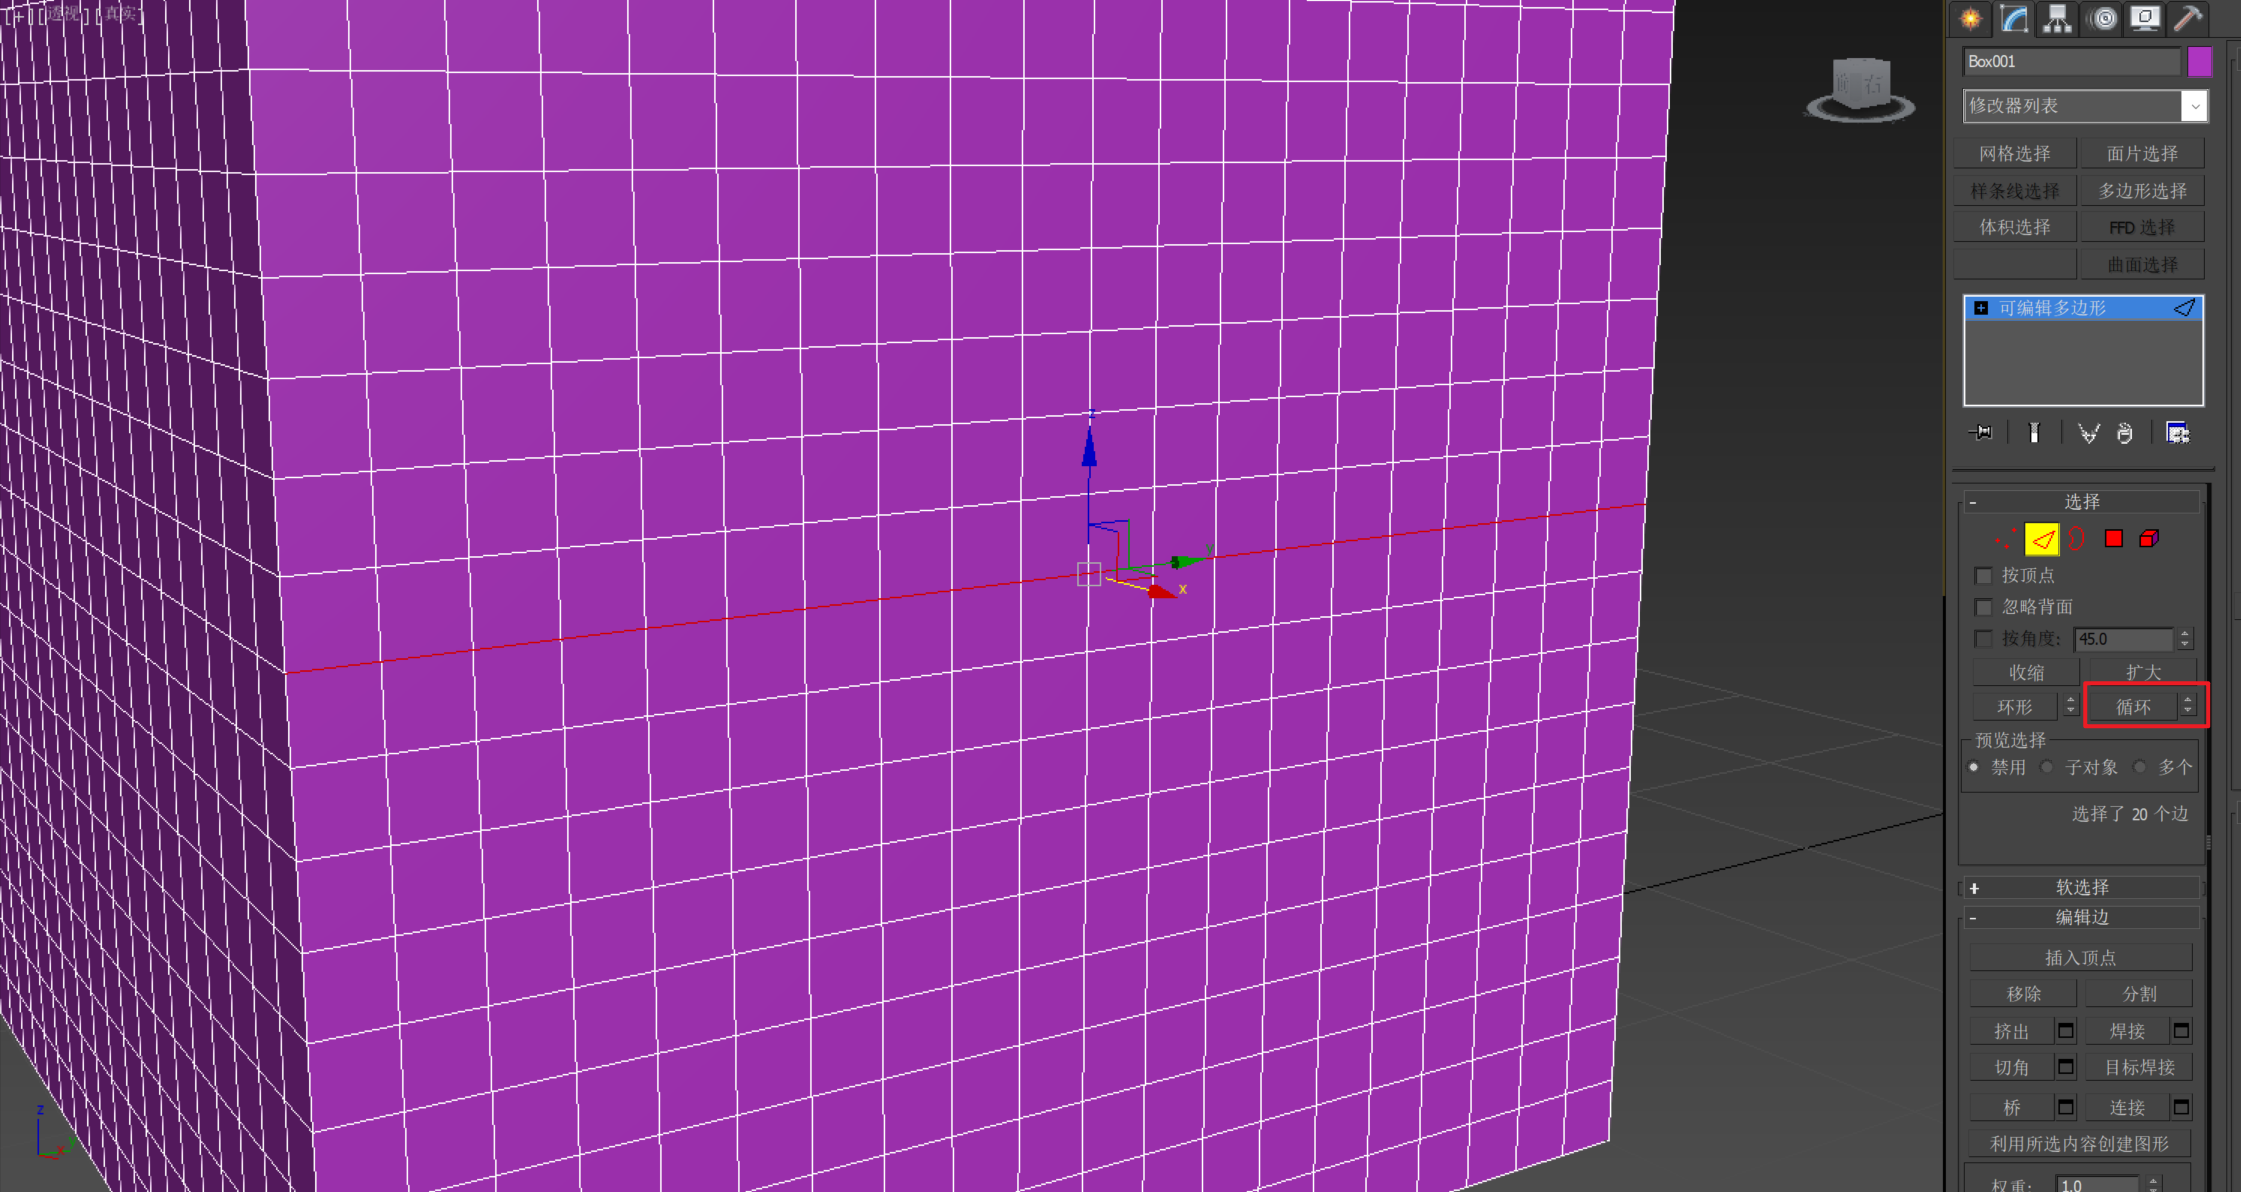 [+][透视][真实]
Box001
修改器列表
网格选择 面片选择
样条线选择 多边形选择
体积选择 FFD 选择
曲面选择
可编辑多边形
选择
按顶点
忽略背面
按角度: 45.0
收缩 扩大
环形 循环
预览选择
禁用 子对象 多个
选择了 20 个边
+ 软选择
- 编辑边
插入顶点
移除 分割
挤出 焊接
切角 目标焊接
桥 连接
利用所选内容创建图形
权重: 1.0
z
y
x
z
y
x